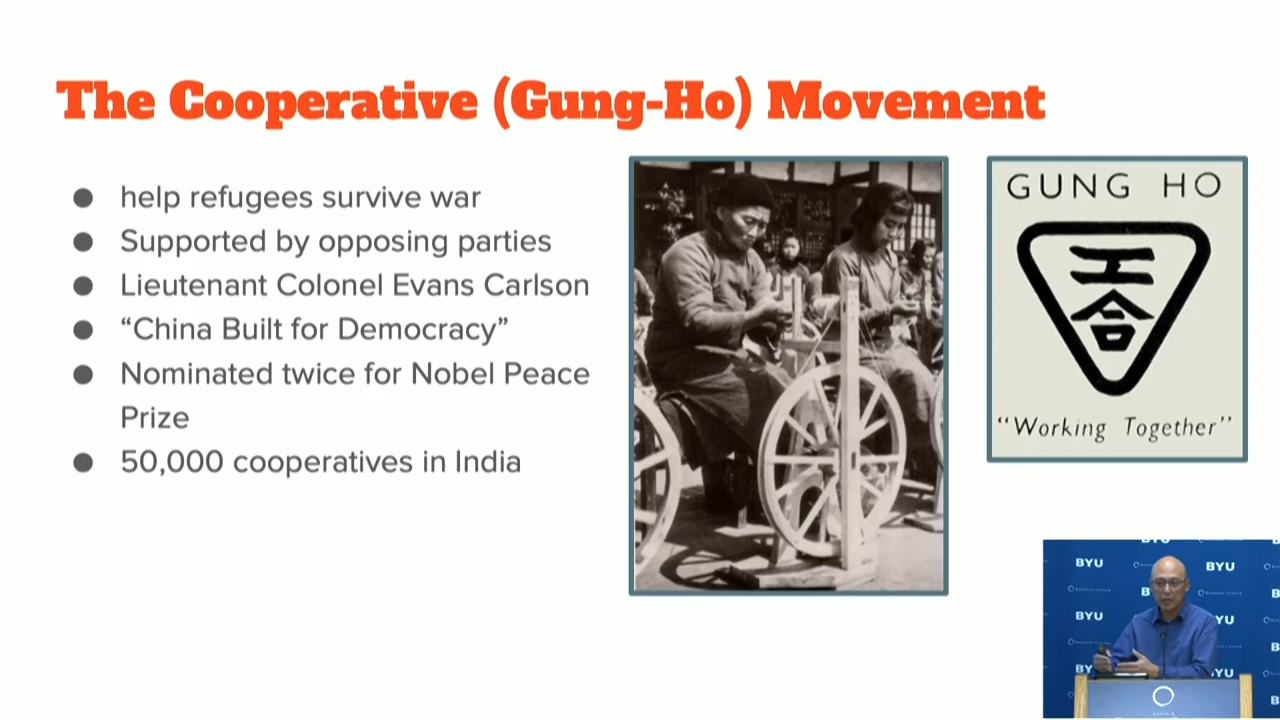 The Cooperative (Gung-Ho) Movement
● help refugees survive war
● Supported by opposing parties
● Lieutenant Colonel Evans Carlson
● “China Built for Democracy”
● Nominated twice for Nobel Peace
Prize
● 50,000 cooperatives in India
GUNG HO
工
合
“Working Together”
BYU
BYU
BYU